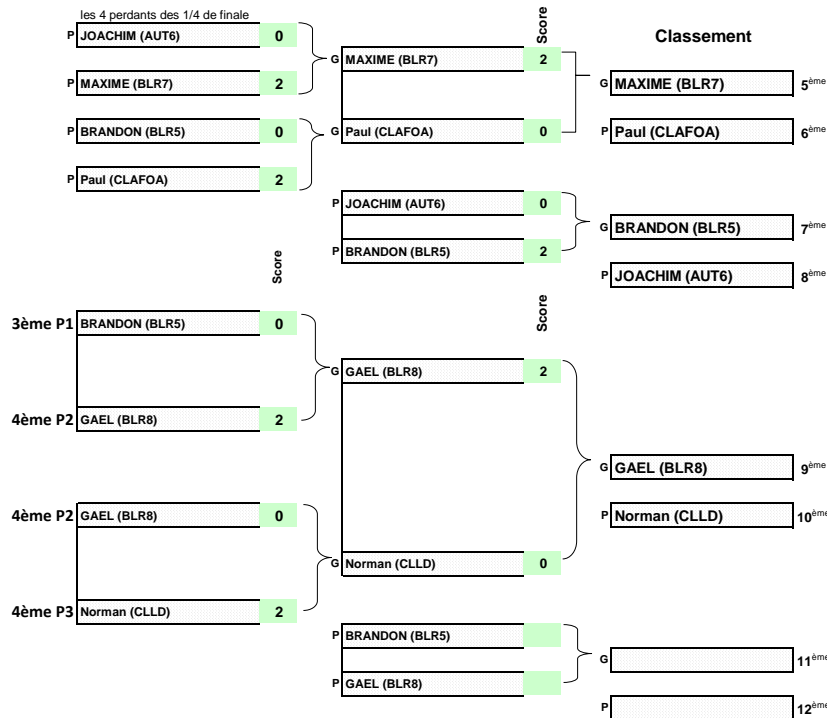 les 4 perdants des 1/4 de finale
Score
P JOACHIM (AUT6) 0
G MAXIME (BLR7) 2
Classement
P MAXIME (BLR7) 2
G MAXIME (BLR7) 5ème
P BRANDON (BLR5) 0
G Paul (CLAFOA) 0
P Paul (CLAFOA) 6ème
P Paul (CLAFOA) 2
P JOACHIM (AUT6) 0
G BRANDON (BLR5) 7ème
P BRANDON (BLR5) 2
P JOACHIM (AUT6) 8ème
Score
Score
3ème P1 BRANDON (BLR5) 0
G GAEL (BLR8) 2
4ème P2 GAEL (BLR8) 2
G GAEL (BLR8) 9ème
4ème P2 GAEL (BLR8) 0
P Norman (CLLD) 10ème
G Norman (CLLD) 0
4ème P3 Norman (CLLD) 2
P BRANDON (BLR5)
G 11ème
P GAEL (BLR8)
P 12ème